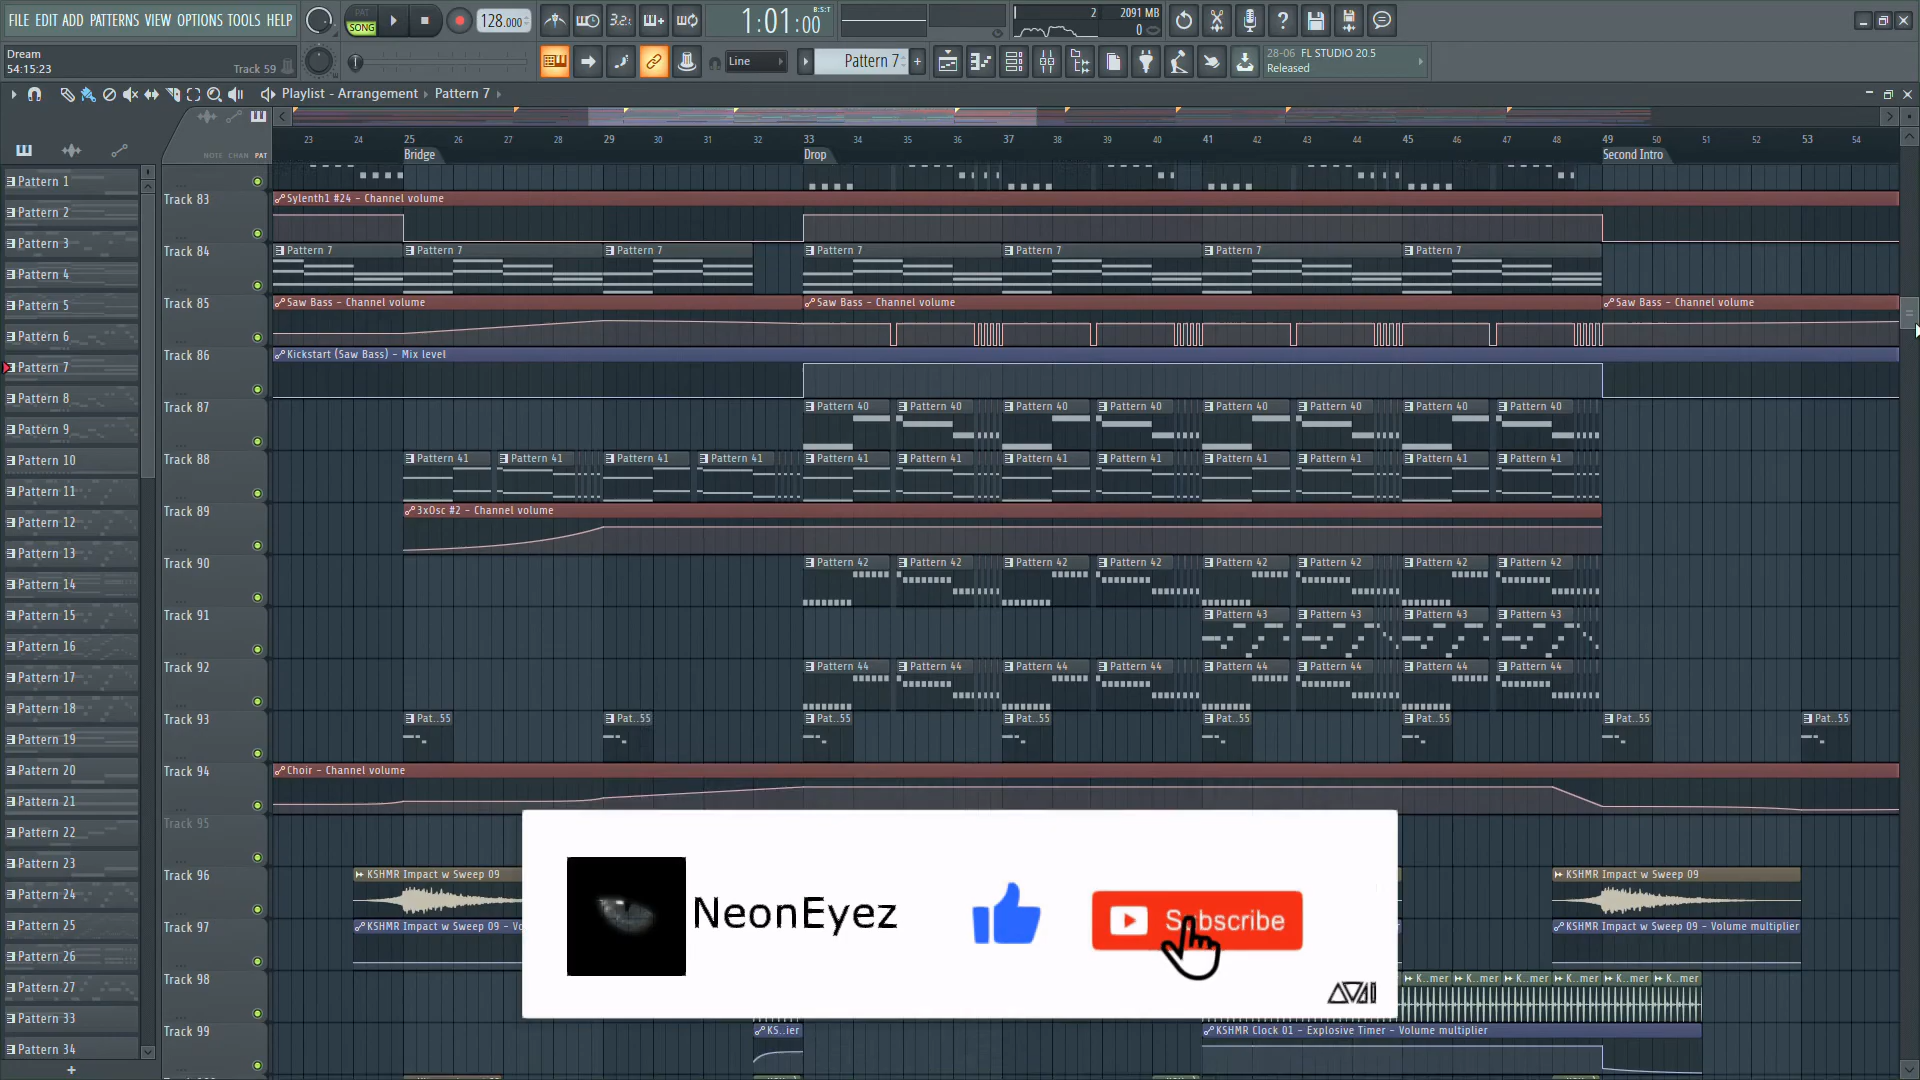 FILE EDIT ADD PATTERNS VIEW OPTIONS TOOLS HELP
PAT
SONG
128.000
3.2.
1:01:00
B:S:T
2
2091 MB
0
Dream
54:15:23
Track 59
Line
Pattern 7
28-06 FL STUDIO 20.5
Released
Playlist - Arrangement › Pattern 7 ›
NOTE CHAN PAT
23 24 25 26 27 28 29 30 31 32 33 34 35 36 37 38 39 40 41 42 43 44 45 46 47 48 49 50 51 52 53 54
Bridge
Drop
Second Intro
Pattern 1
Pattern 2
Pattern 3
Pattern 4
Pattern 5
Pattern 6
Pattern 7
Pattern 8
Pattern 9
Pattern 10
Pattern 11
Pattern 12
Pattern 13
Pattern 14
Pattern 15
Pattern 16
Pattern 17
Pattern 18
Pattern 19
Pattern 20
Pattern 21
Pattern 22
Pattern 23
Pattern 24
Pattern 25
Pattern 26
Pattern 27
Pattern 33
Pattern 34
Track 83
Sylenth1 #24 - Channel volume
Track 84
Pattern 7 Pattern 7 Pattern 7 Pattern 7 Pattern 7 Pattern 7 Pattern 7
Track 85
Saw Bass - Channel volume Saw Bass - Channel volume Saw Bass - Channel volume
Track 86
Kickstart (Saw Bass) - Mix level
Track 87
Pattern 40 Pattern 40 Pattern 40 Pattern 40 Pattern 40 Pattern 40 Pattern 40 Pattern 40
Track 88
Pattern 41 Pattern 41 Pattern 41 Pattern 41 Pattern 41 Pattern 41 Pattern 41 Pattern 41 Pattern 41 Pattern 41 Pattern 41 Pattern 41
Track 89
3xOsc #2 - Channel volume
Track 90
Pattern 42 Pattern 42 Pattern 42 Pattern 42 Pattern 42 Pattern 42 Pattern 42 Pattern 42
Track 91
Pattern 43 Pattern 43 Pattern 43 Pattern 43
Track 92
Pattern 44 Pattern 44 Pattern 44 Pattern 44 Pattern 44 Pattern 44 Pattern 44 Pattern 44
Track 93
Pat..55 Pat..55 Pat..55 Pat..55 Pat..55 Pat..55 Pat..55 Pat..55
Track 94
Choir - Channel volume
Track 95
Track 96
KSHMR Impact w Sweep 09 KSHMR Impact w Sweep 09
Track 97
KSHMR Impact w Sweep 09 - Vo KSHMR Impact w Sweep 09 - Volume multiplier
Track 98
K..mer K..mer K..mer K..mer K..mer K..mer
Track 99
KS..ier KSHMR Clock 01 - Explosive Timer - Volume multiplier
NeonEyez
Subscribe